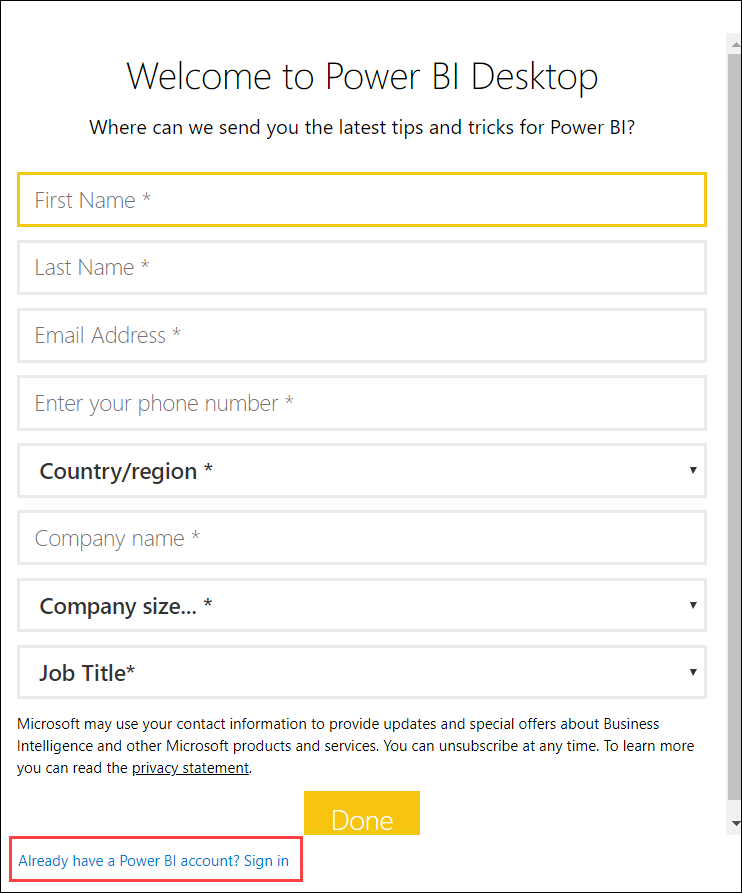 Welcome to Power BI Desktop
Where can we send you the latest tips and tricks for Power BI?
First Name *
Last Name *
Email Address *
Enter your phone number *
Country/region *
Company name *
Company size... *
Job Title*
Microsoft may use your contact information to provide updates and special offers about Business
Intelligence and other Microsoft products and services. You can unsubscribe at any time. To learn more
you can read the privacy statement.
Done
Already have a Power BI account? Sign in